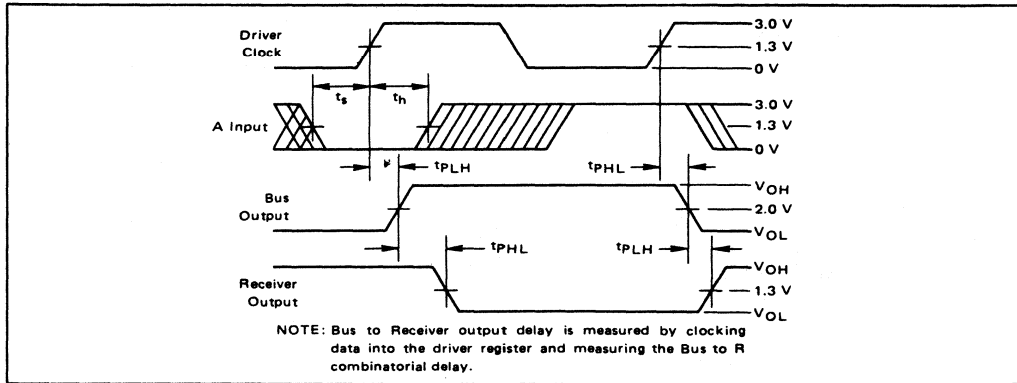 Driver
Clock
3.0 V
1.3 V
0 V
ts
th
A Input
3.0 V
1.3 V
0 V
tPLH
tPHL
Bus
Output
VOH
2.0 V
VOL
tPHL
tPLH
Receiver
Output
VOH
1.3 V
VOL
NOTE: Bus to Receiver output delay is measured by clocking
data into the driver register and measuring the Bus to R
combinatorial delay.